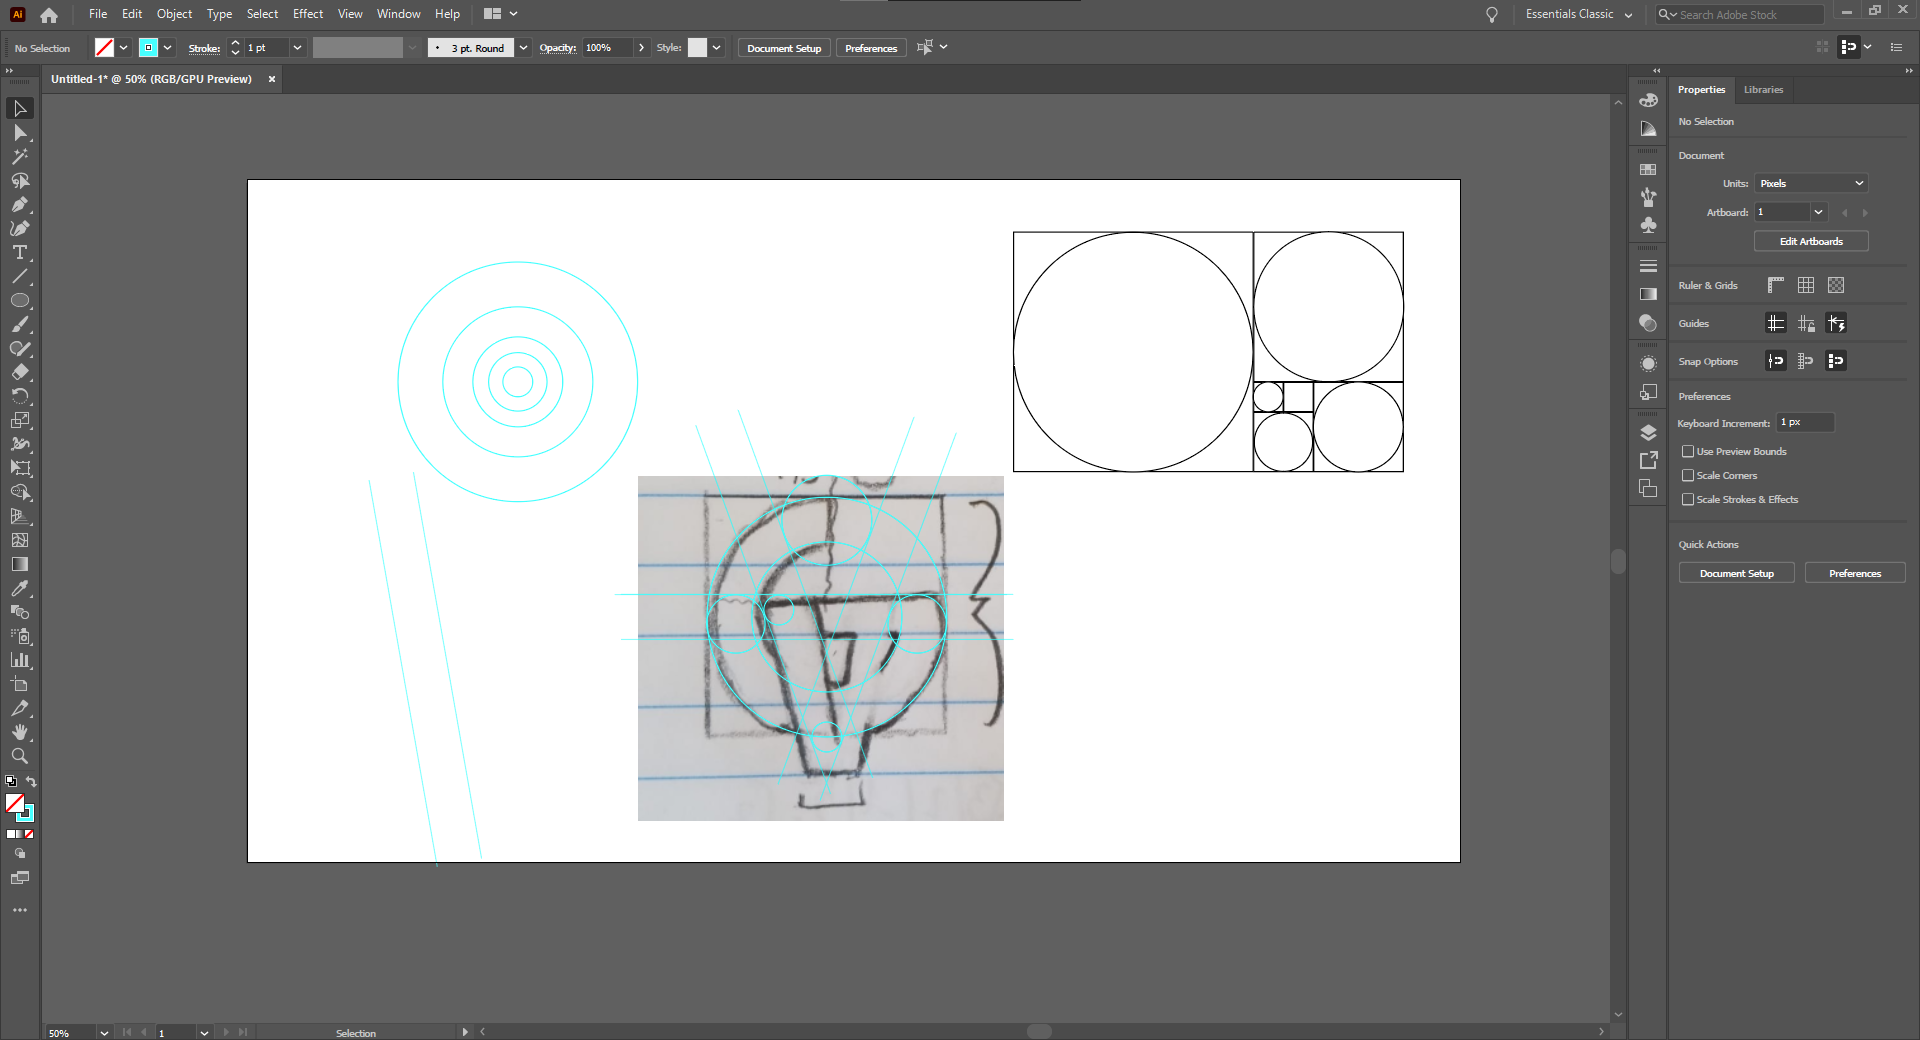 Ai File Edit Object Type Select Effect View Window Help Essentials Classic Search Adobe Stock
No Selection Stroke: 1 pt 3 pt. Round Opacity: 100% Style: Document Setup Preferences
Untitled-1* @ 50% (RGB/GPU Preview)
Properties Libraries
No Selection
Document
Units: Pixels
Artboard: 1
Edit Artboards
Ruler & Grids
Guides
Snap Options
Preferences
Keyboard Increment: 1 px
Use Preview Bounds
Scale Corners
Scale Strokes & Effects
Quick Actions
Document Setup Preferences
50% 1 Selection